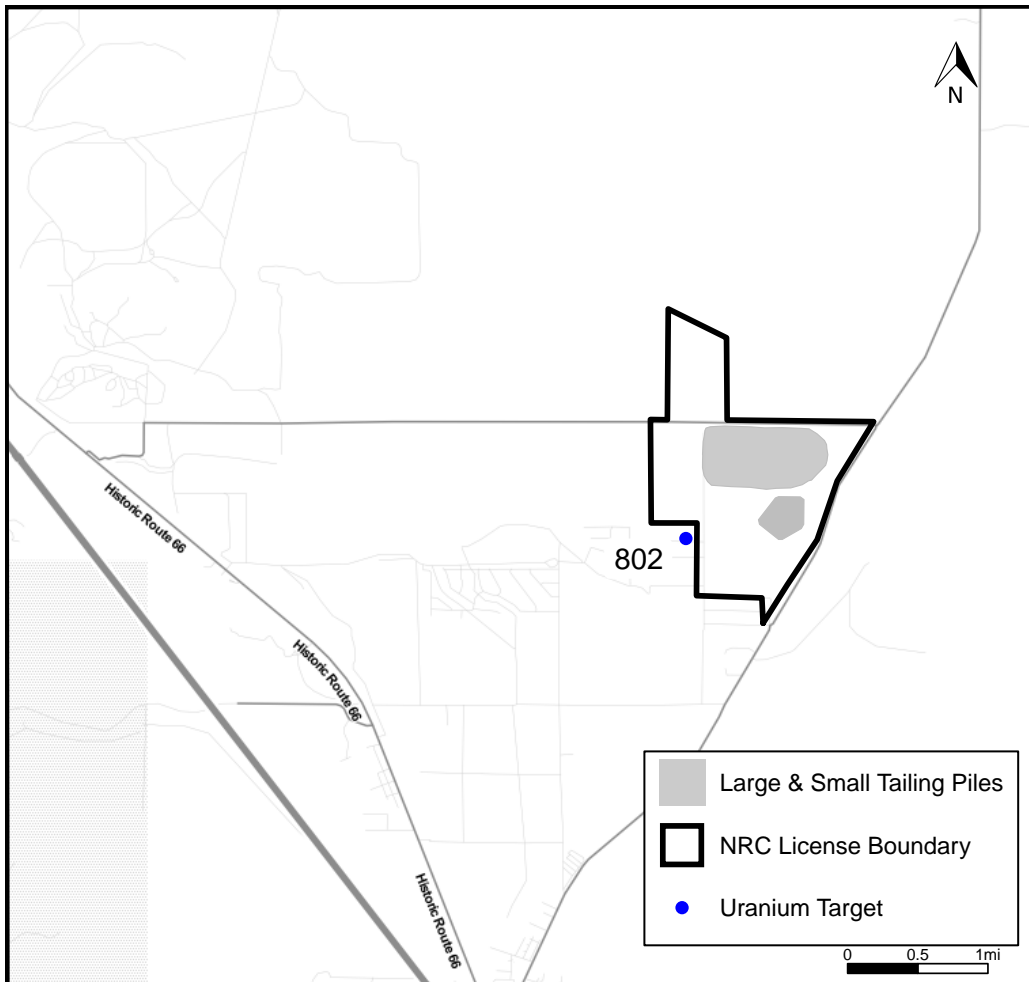 N
Historic Route 66
802
Historic Route 66
Large & Small Tailing Piles
NRC License Boundary
Historic Route 66
Uranium Target
0 0.5 1mi